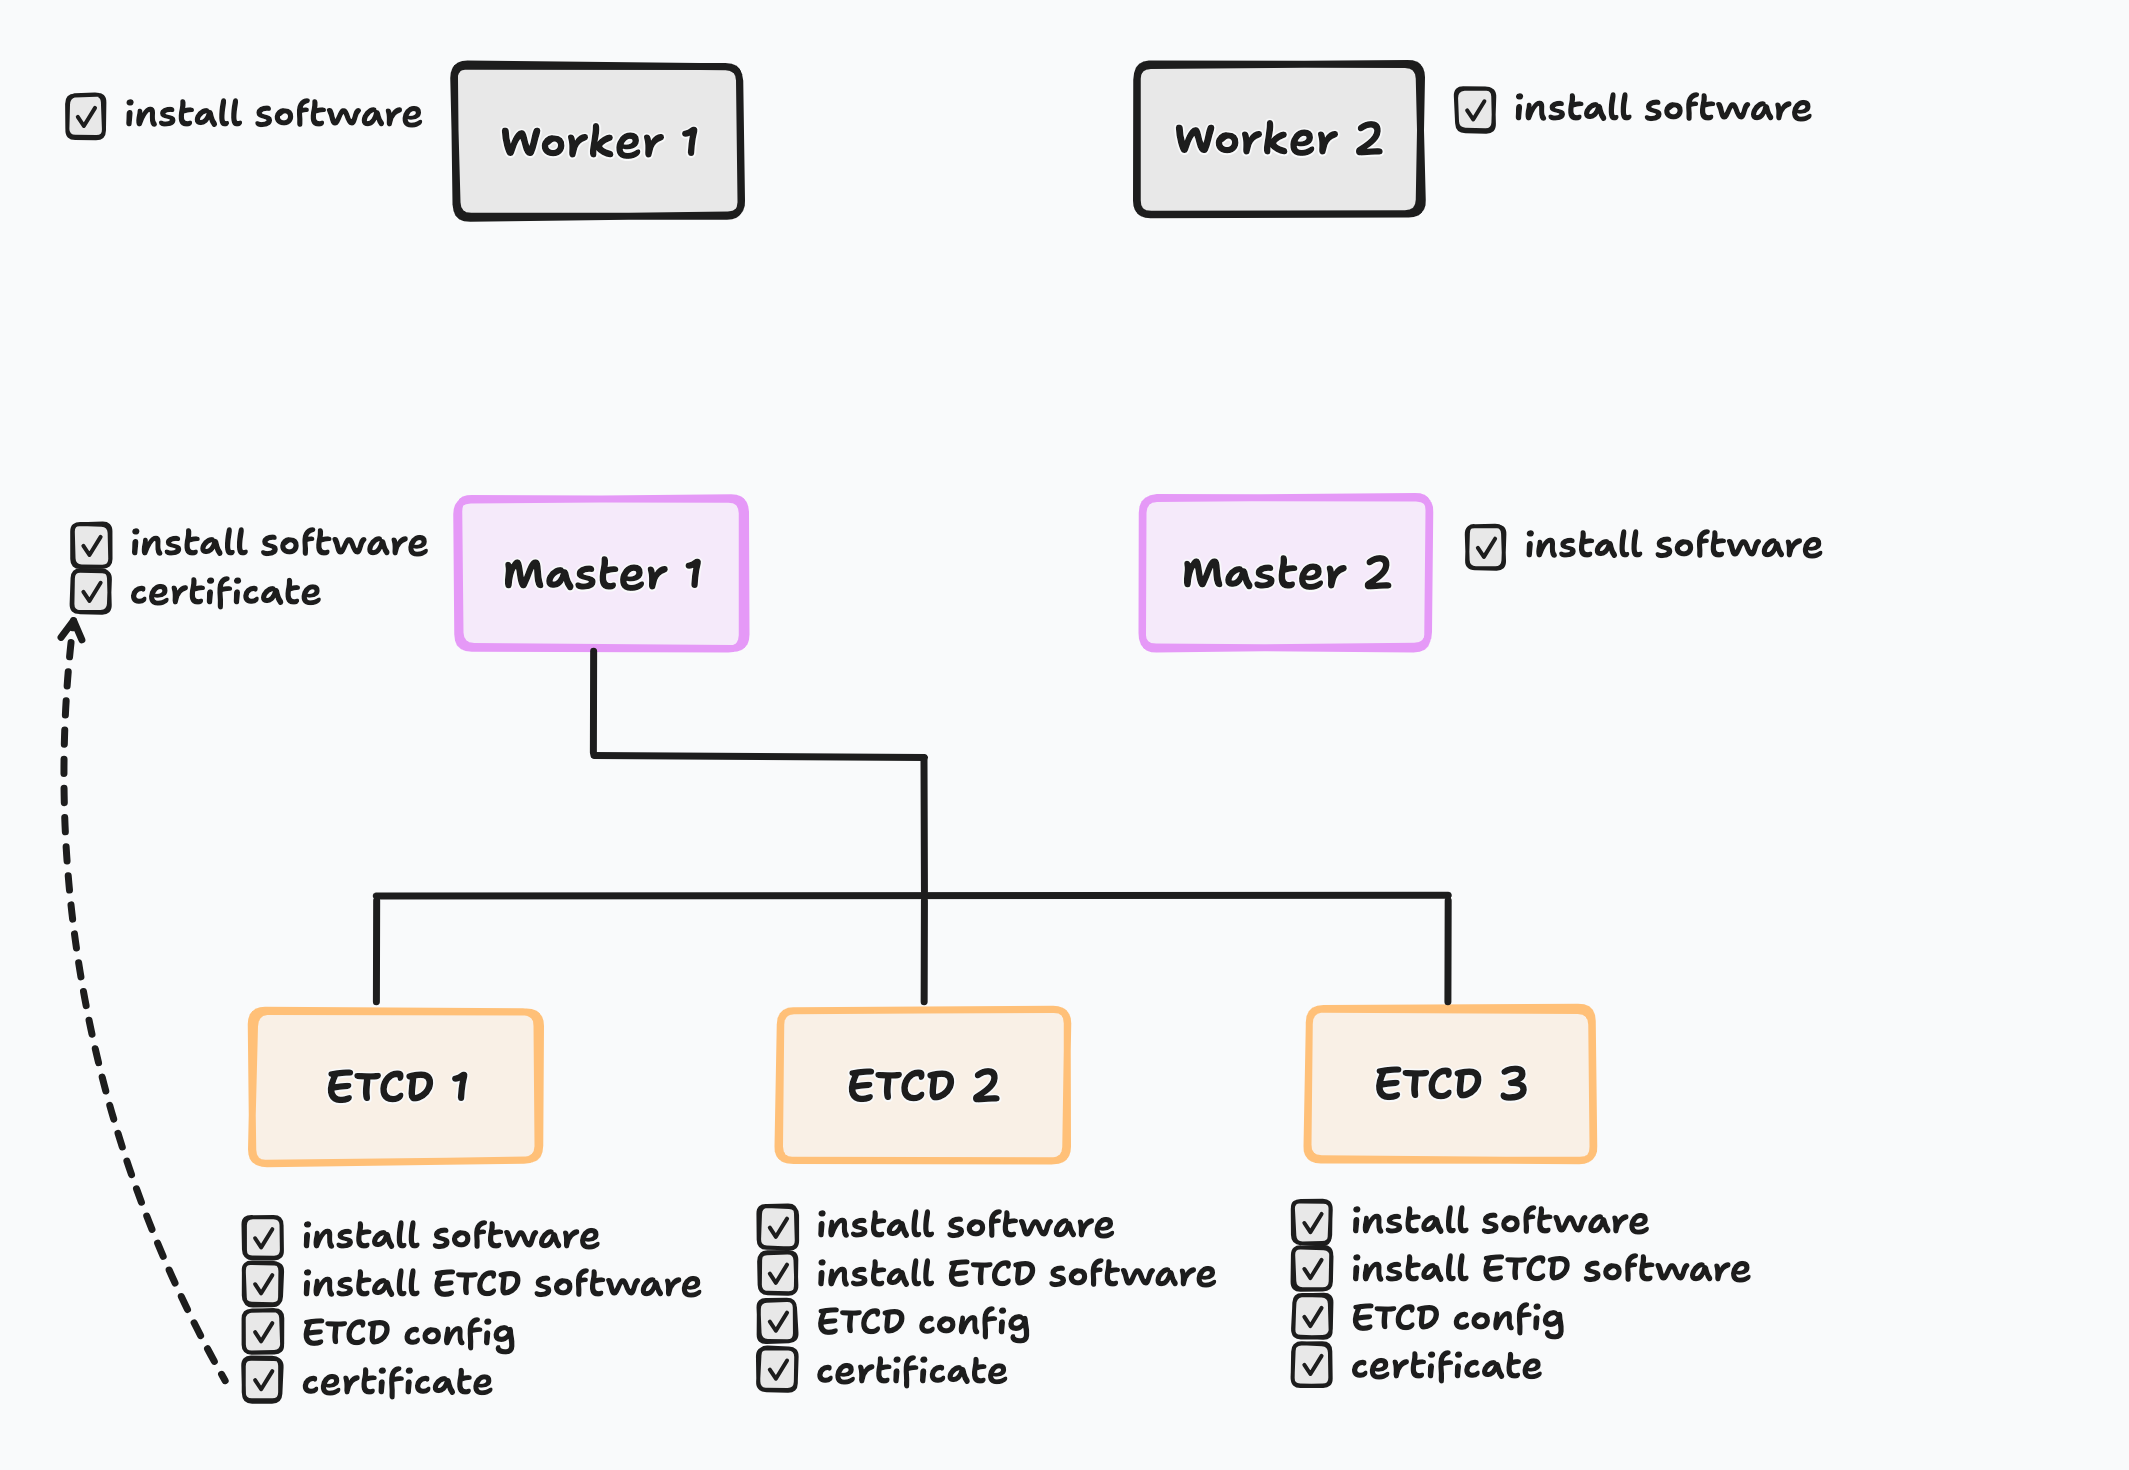 install software
Worker 1
Worker 2
install software
install software
certificate
Master 1
Master 2
install software
ETCD 1
ETCD 2
ETCD 3
install software
install ETCD software
ETCD config
certificate
install software
install ETCD software
ETCD config
certificate
install software
install ETCD software
ETCD config
certificate